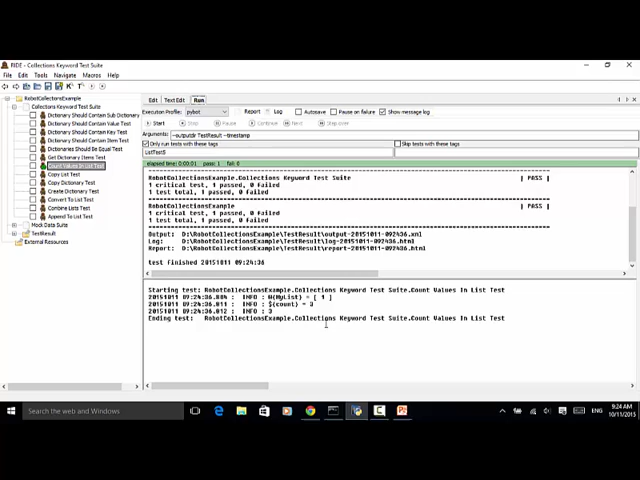 RIDE - Collections Keyword Test Suite
File Edit Tools Navigate Macros Help
RobotCollectionsExample
Collections Keyword Test Suite
Dictionary Should Contain Sub Dictionary
Dictionary Should Contain Value Test
Dictionary Should Contain Key Test
Dictionary Should Contain Item Test
Dictionaries Should Be Equal Test
Get Dictionary Items Test
Count Values In List Test
Copy List Test
Copy Dictionary Test
Create Dictionary Test
Convert To List Test
Combine Lists Test
Append To List Test
Mock Data Suite
TestResult
External Resources
Edit Text Edit Run
Execution Profile: pybot Report Log Autosave Pause on failure Show message log
Start Stop Pause Continue Next Step over
Arguments: --outputdir TestResult --timestamp
Only run tests with these tags Skip tests with these tags
ListTest5
elapsed time: 0:00:01 pass: 1 fail: 0
RobotCollectionsExample.Collections Keyword Test Suite | PASS |
1 critical test, 1 passed, 0 failed
1 test total, 1 passed, 0 failed
RobotCollectionsExample | PASS |
1 critical test, 1 passed, 0 failed
1 test total, 1 passed, 0 failed
Output: D:\RobotCollectionsExample\TestResult\output-20151011-092436.xml
Log: D:\RobotCollectionsExample\TestResult\log-20151011-092436.html
Report: D:\RobotCollectionsExample\TestResult\report-20151011-092436.html
test finished 20151011 09:24:36
Starting test: RobotCollectionsExample.Collections Keyword Test Suite.Count Values In List Test
20151011 09:24:36.804 : INFO : @{MyList} = [ 1 ]
20151011 09:24:36.811 : INFO : ${count} = 3
20151011 09:24:36.812 : INFO : 3
Ending test: RobotCollectionsExample.Collections Keyword Test Suite.Count Values In List Test
Search the web and Windows
ENG
9:24 AM
10/11/2015